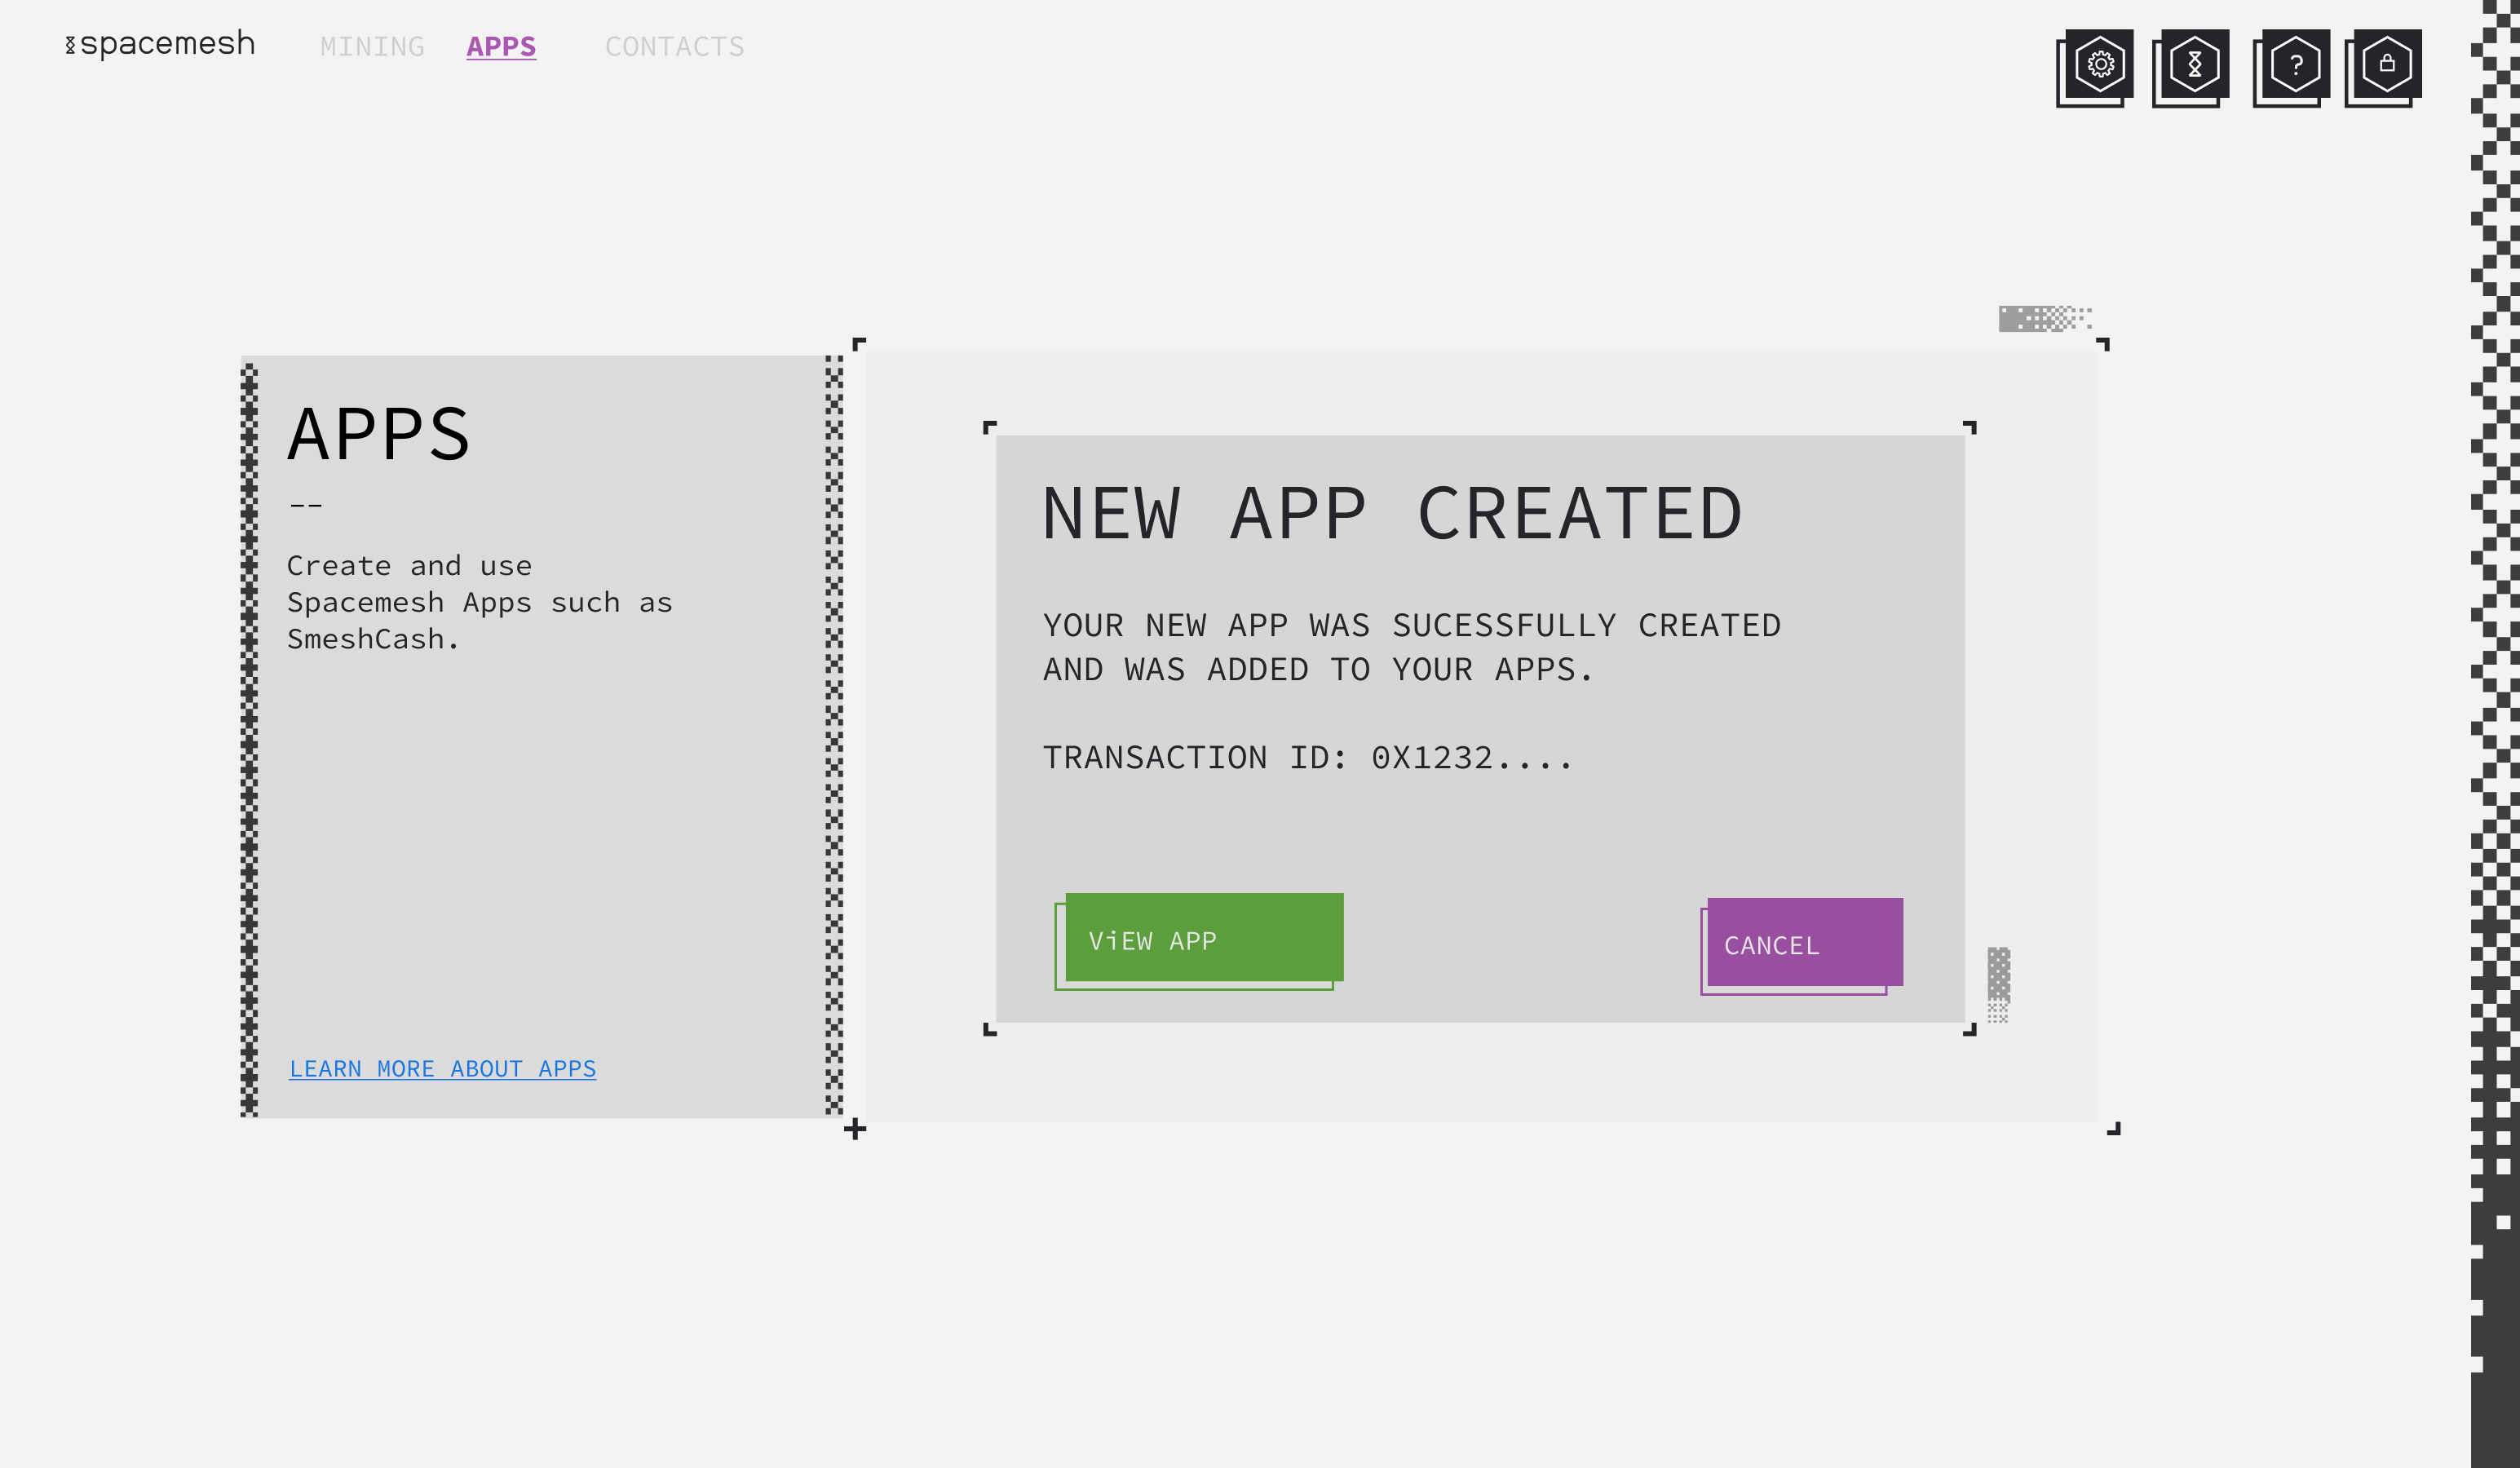 spacemesh
MINING APPS CONTACTS
?
APPS
--
Create and use
Spacemesh Apps such as
SmeshCash.
LEARN MORE ABOUT APPS
NEW APP CREATED
YOUR NEW APP WAS SUCESSFULLY CREATED
AND WAS ADDED TO YOUR APPS.
TRANSACTION ID: 0X1232....
ViEW APP
CANCEL